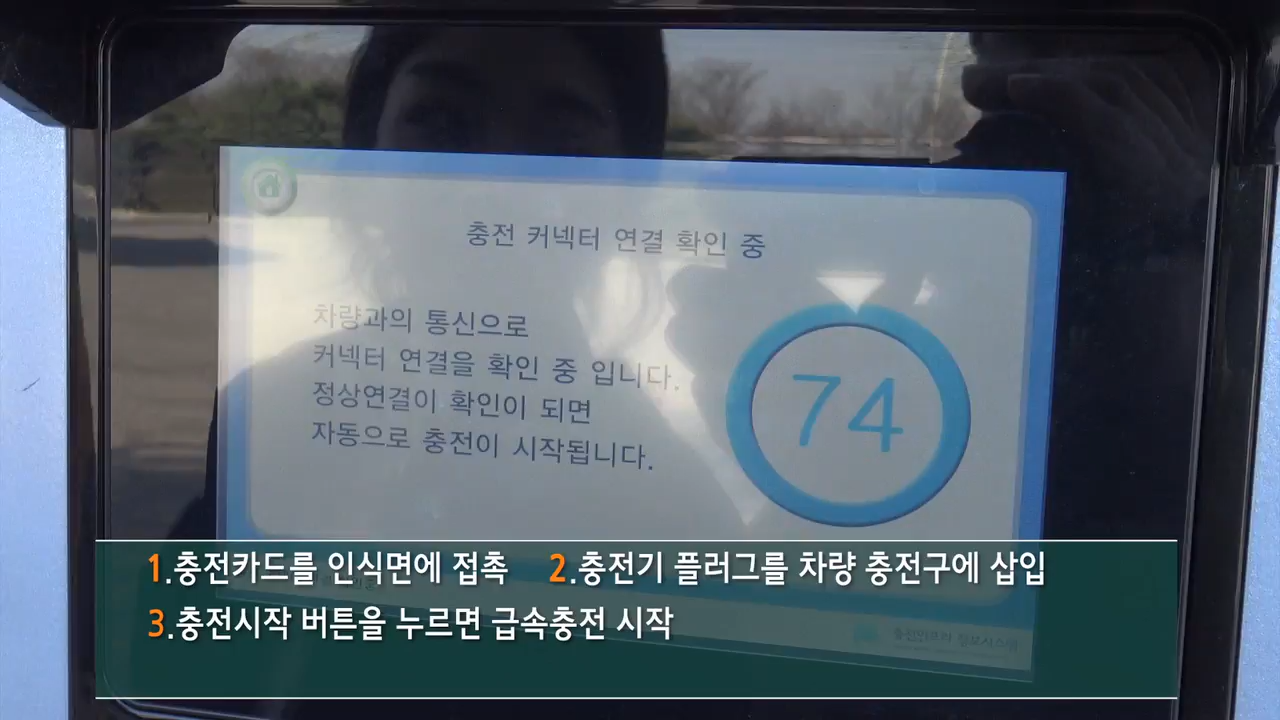 충전 커넥터 연결 확인 중
차량과의 통신으로
커넥터 연결을 확인 중 입니다.
정상연결이 확인이 되면
자동으로 충전이 시작됩니다.
74
1.충전카드를 인식면에 접촉 2.충전기 플러그를 차량 충전구에 삽입
3.충전시작 버튼을 누르면 급속충전 시작